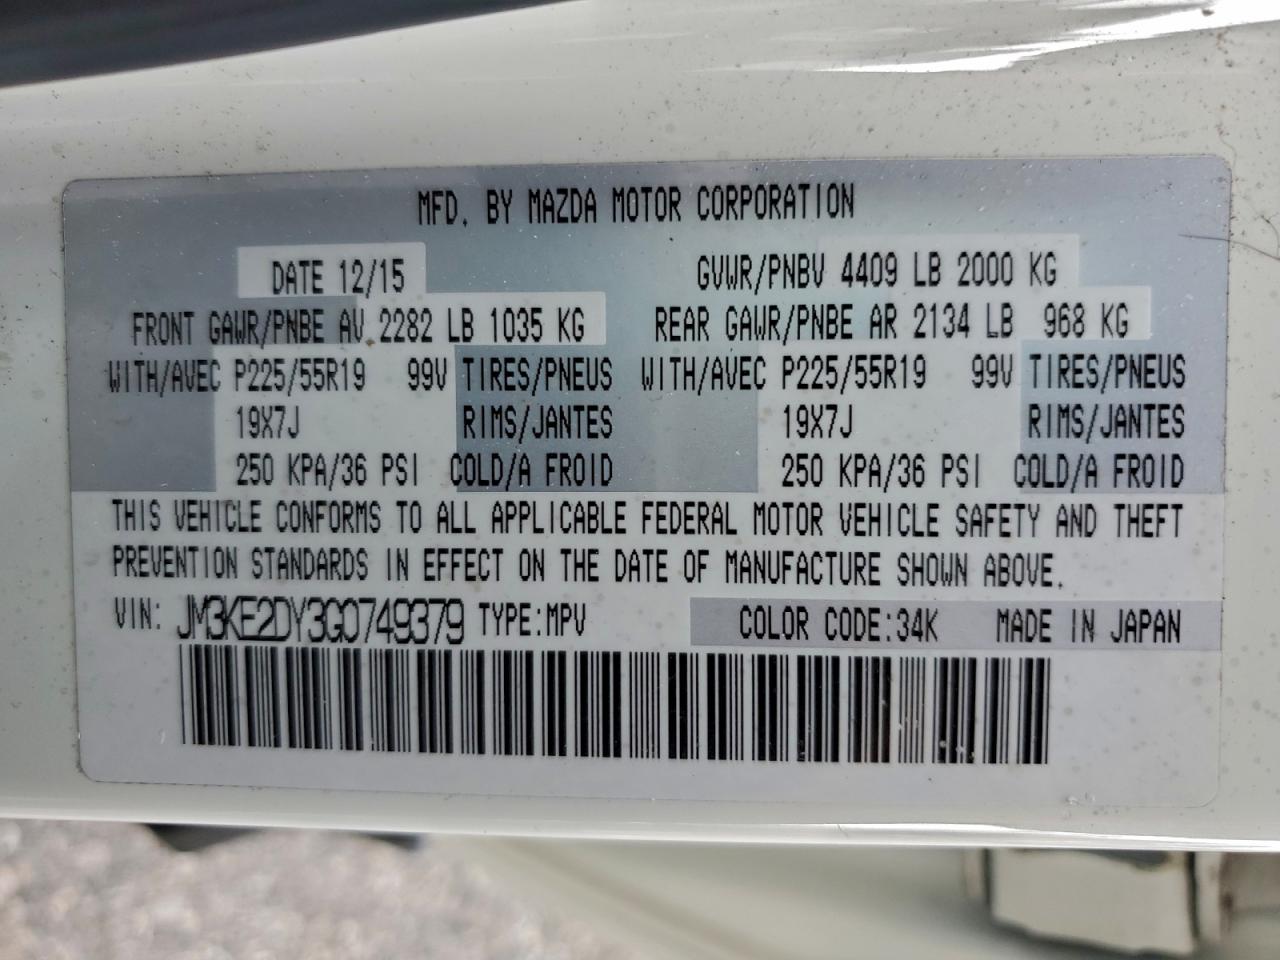 MFD. BY MAZDA MOTOR CORPORATION
DATE 12/15 GVWR/PNBV 4409 LB 2000 KG
FRONT GAWR/PNBE AV 2282 LB 1035 KG REAR GAWR/PNBE AR 2134 LB 968 KG
WITH/AVEC P225/55R19 99V TIRES/PNEUS WITH/AVEC P225/55R19 99V TIRES/PNEUS
19X7J RIMS/JANTES 19X7J RIMS/JANTES
250 KPA/36 PSI COLD/A FROID 250 KPA/36 PSI COLD/A FROID
THIS VEHICLE CONFORMS TO ALL APPLICABLE FEDERAL MOTOR VEHICLE SAFETY AND THEFT
PREVENTION STANDARDS IN EFFECT ON THE DATE OF MANUFACTURE SHOWN ABOVE.
VIN: JM3KE2DY3G0749379 TYPE:MPV COLOR CODE:34K MADE IN JAPAN